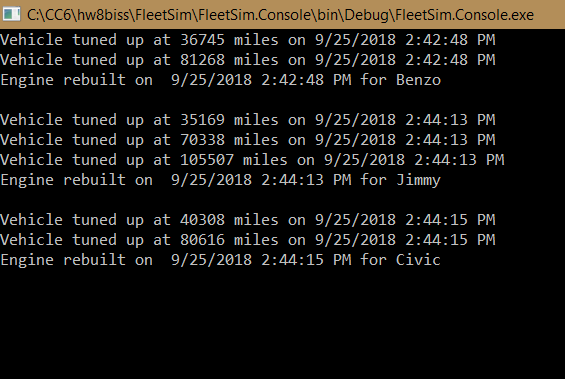 C:\CC6\hw8biss\FleetSim\FleetSim.Console\bin\Debug\FleetSim.Console.exe
Vehicle tuned up at 36745 miles on 9/25/2018 2:42:48 PM
Vehicle tuned up at 81268 miles on 9/25/2018 2:42:48 PM
Engine rebuilt on  9/25/2018 2:42:48 PM for Benzo
Vehicle tuned up at 35169 miles on 9/25/2018 2:44:13 PM
Vehicle tuned up at 70338 miles on 9/25/2018 2:44:13 PM
Vehicle tuned up at 105507 miles on 9/25/2018 2:44:13 PM
Engine rebuilt on  9/25/2018 2:44:13 PM for Jimmy
Vehicle tuned up at 40308 miles on 9/25/2018 2:44:15 PM
Vehicle tuned up at 80616 miles on 9/25/2018 2:44:15 PM
Engine rebuilt on  9/25/2018 2:44:15 PM for Civic